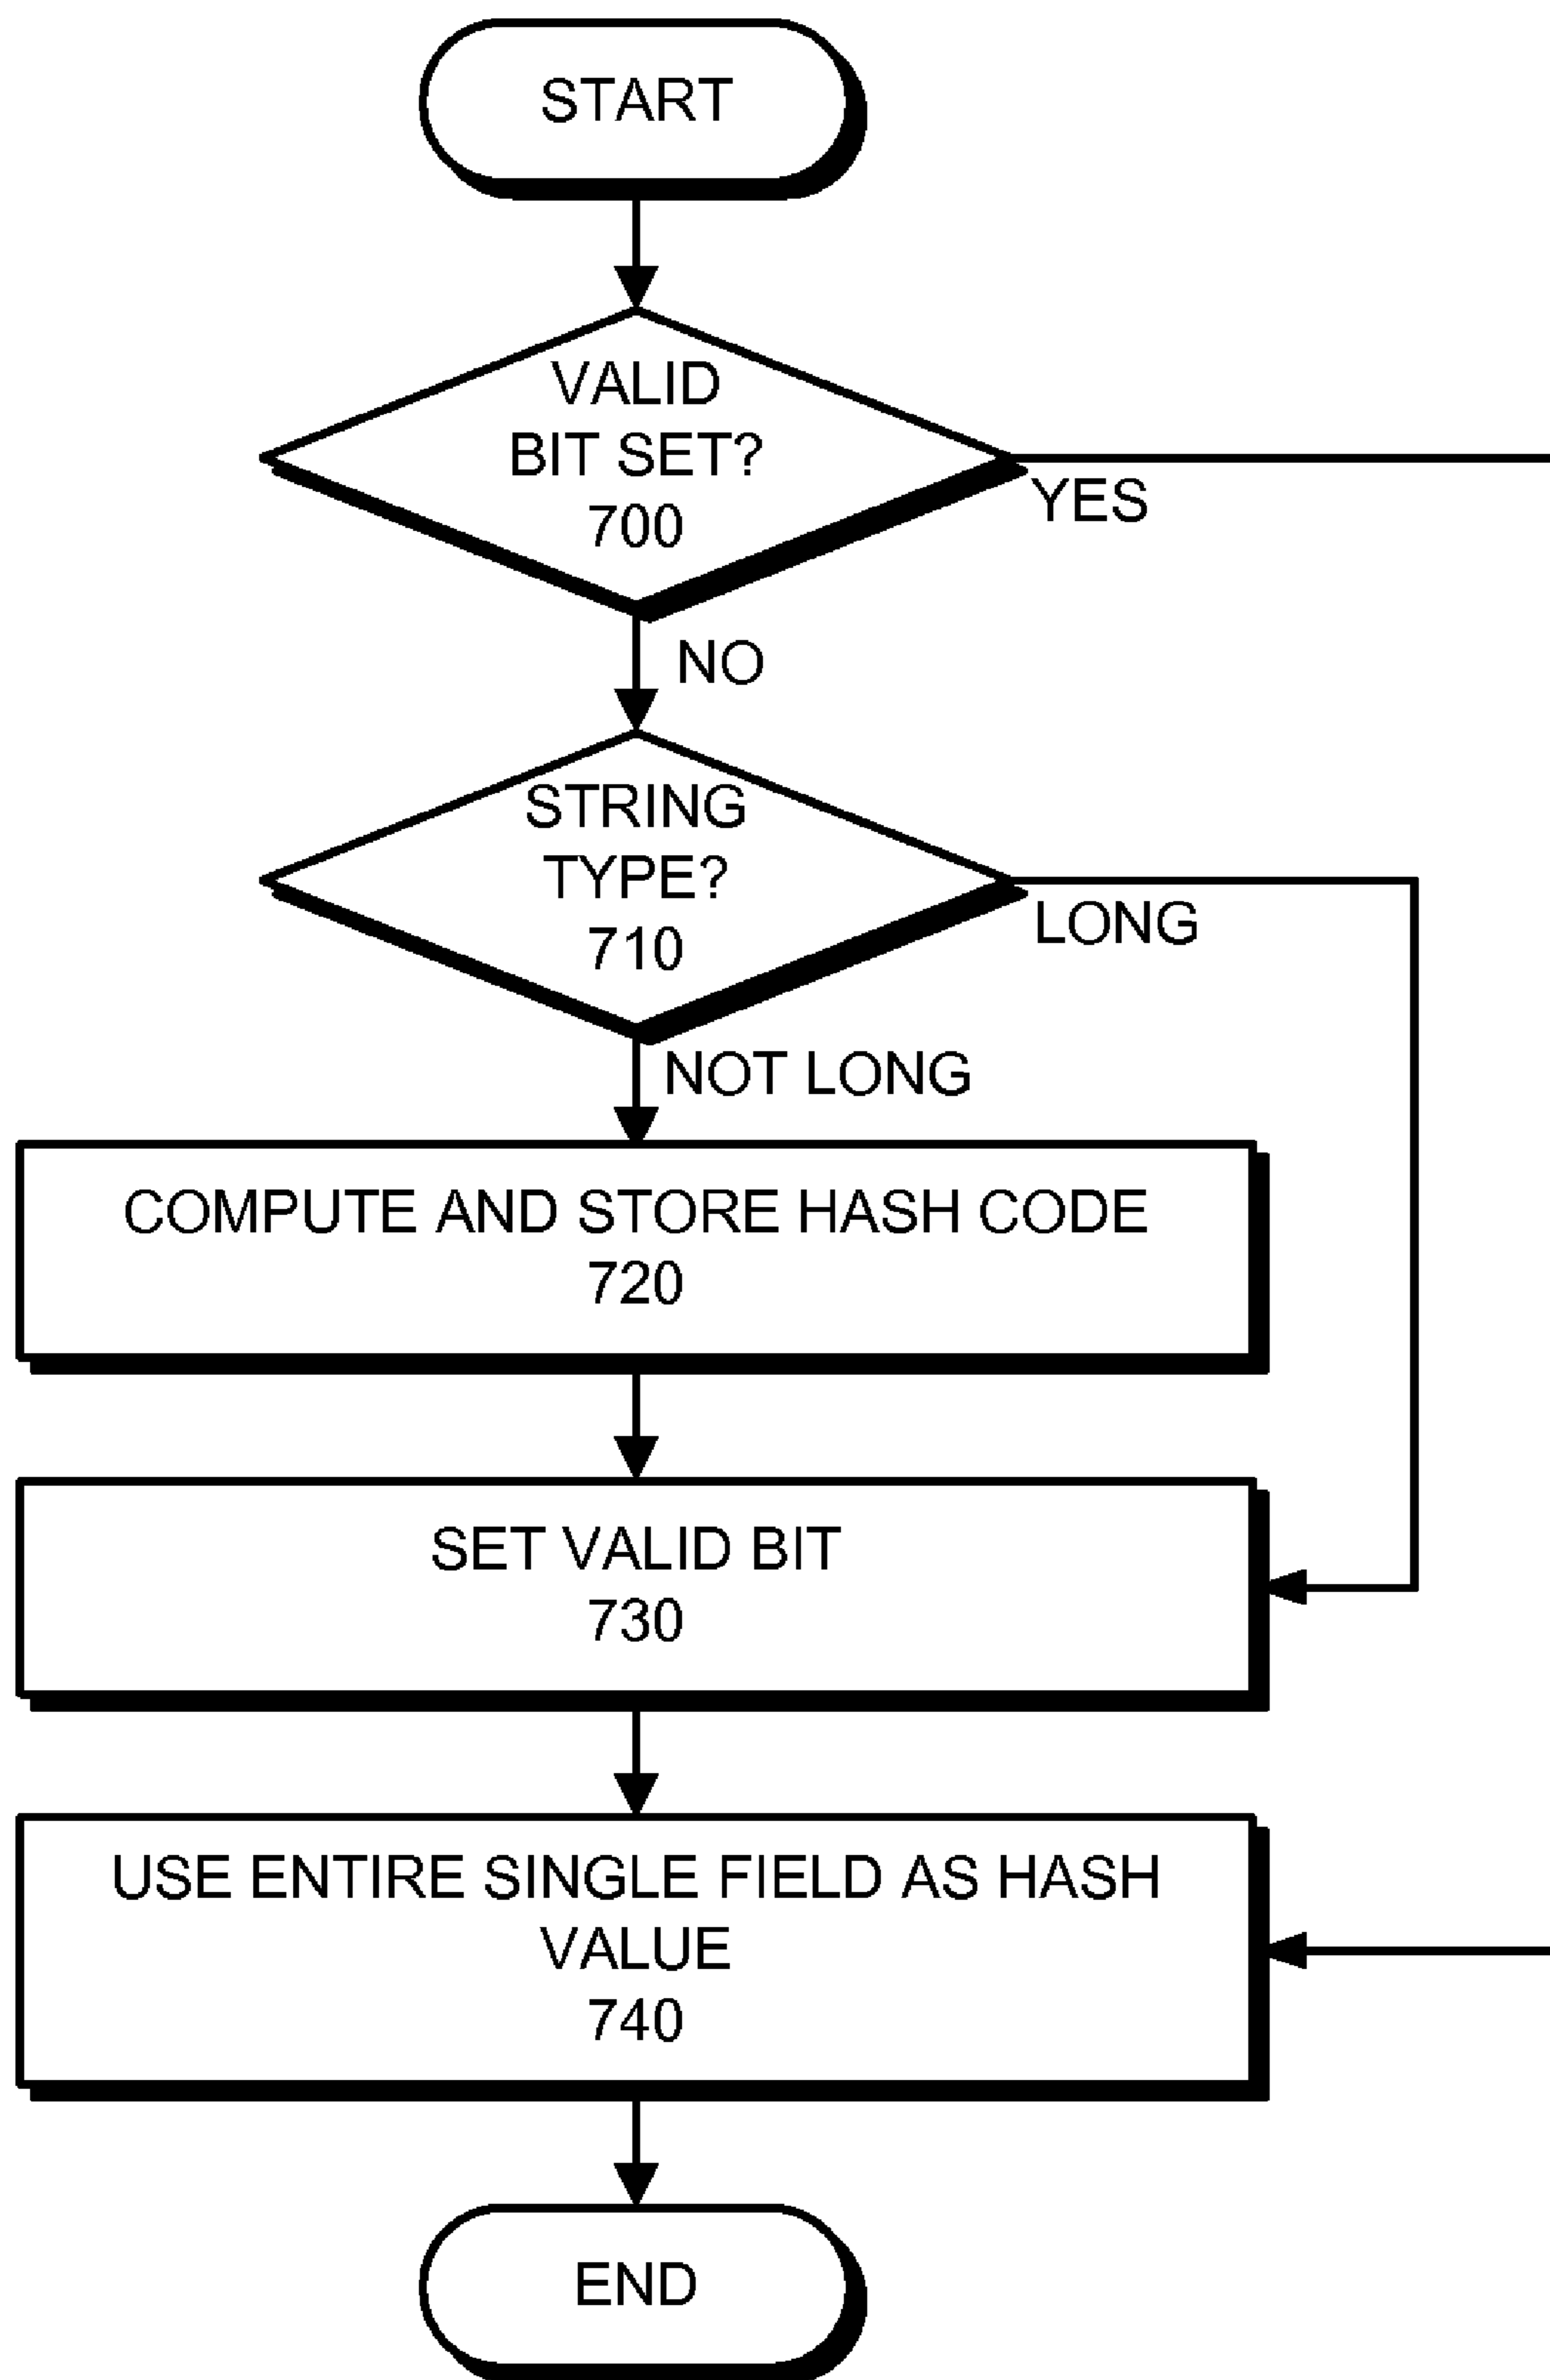 START
VALID
BIT SET?
700
YES
NO
STRING
TYPE?
710
LONG
NOT LONG
COMPUTE AND STORE HASH CODE
720
SET VALID BIT
730
USE ENTIRE SINGLE FIELD AS HASH
VALUE
740
END